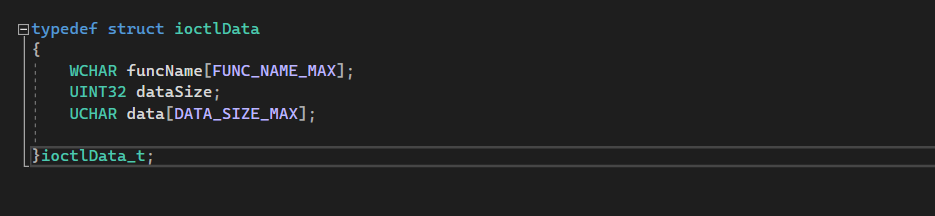 typedef struct ioctlData
{
WCHAR funcName[FUNC_NAME_MAX];
UINT32 dataSize;
UCHAR data[DATA_SIZE_MAX];
}ioctlData_t;